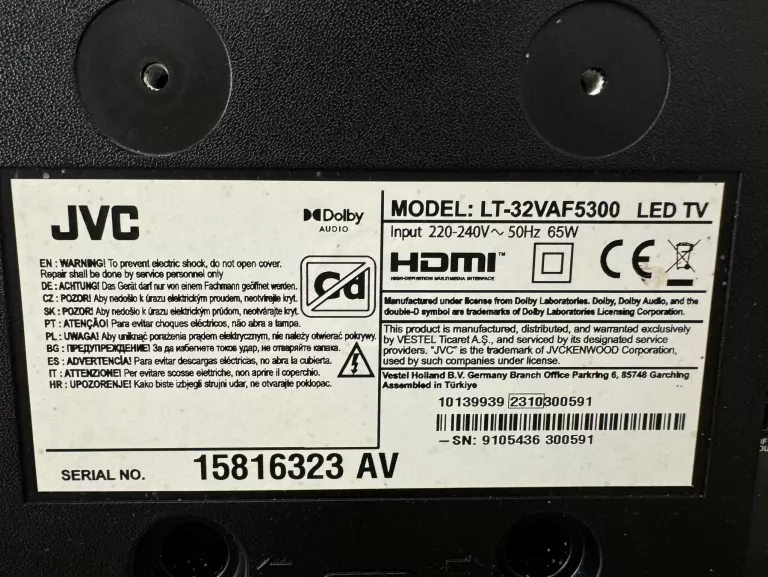 JVC
Dolby
AUDIO
EN : WARNING! To prevent electric shock, do not open cover.
Repair shall be done by service personnel only
DE : ACHTUNG! Das Gerät darf nur von einem Fachmann geöffnet werden.
CZ : POZOR! Aby nedošlo k úrazu elektrickým proudem, neotvírejte kryt.
SK : POZOR! Aby nedošlo k úrazu elektrickým prúdom, neotvárajte kryt.
PT : ATENÇÃO! Para evitar choques eléctricos, não abra a tampa.
PL : UWAGA! Aby uniknąć porażenia prądem elektrycznym, nie należy otwierać pokrywy.
BG : ПРЕДУПРЕЖДЕНИЕ! За да избегнете токов удар, не отваряйте капака.
ES : ADVERTENCIA! Para evitar descargas eléctricas, no abra la cubierta.
IT : ATTENZIONE! Per evitare scosse elettriche, non aprire il coperchio.
HR : UPOZORENJE! Kako biste izbjegli strujni udar, ne otvarajte poklopac.
Cd
SERIAL NO. 15816323 AV
MODEL: LT-32VAF5300 LED TV
Input 220-240V~ 50Hz 65W
HDMI
HIGH-DEFINITION MULTIMEDIA INTERFACE
CE
Manufactured under license from Dolby Laboratories. Dolby, Dolby Audio, and the
double-D symbol are trademarks of Dolby Laboratories Licensing Corporation.
This product is manufactured, distributed, and warranted exclusively
by VESTEL Ticaret A.Ş., and serviced by its designated service
providers. "JVC" is the trademark of JVCKENWOOD Corporation,
used by such companies under license.
Vestel Holland B.V. Germany Branch Office Parkring 6, 85748 Garching
Assembled in Türkiye
10139939 2310300591
-SN: 9105436 300591